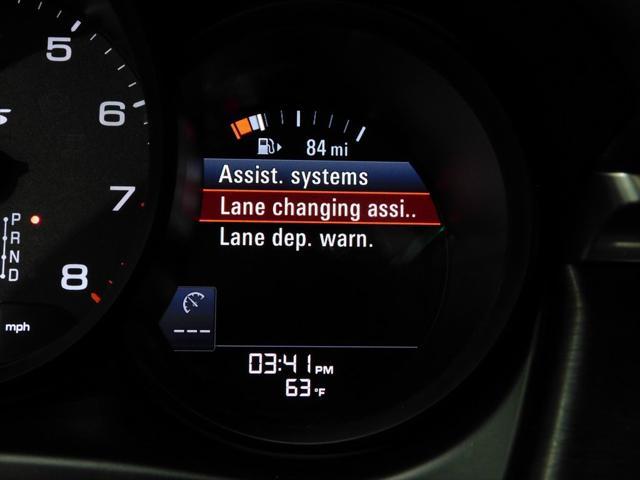 5
6
S
7
8
P
R
N
D
mph
84 mi
Assist. systems
Lane changing assi..
Lane dep. warn.
---
03:41 PM
63 °F